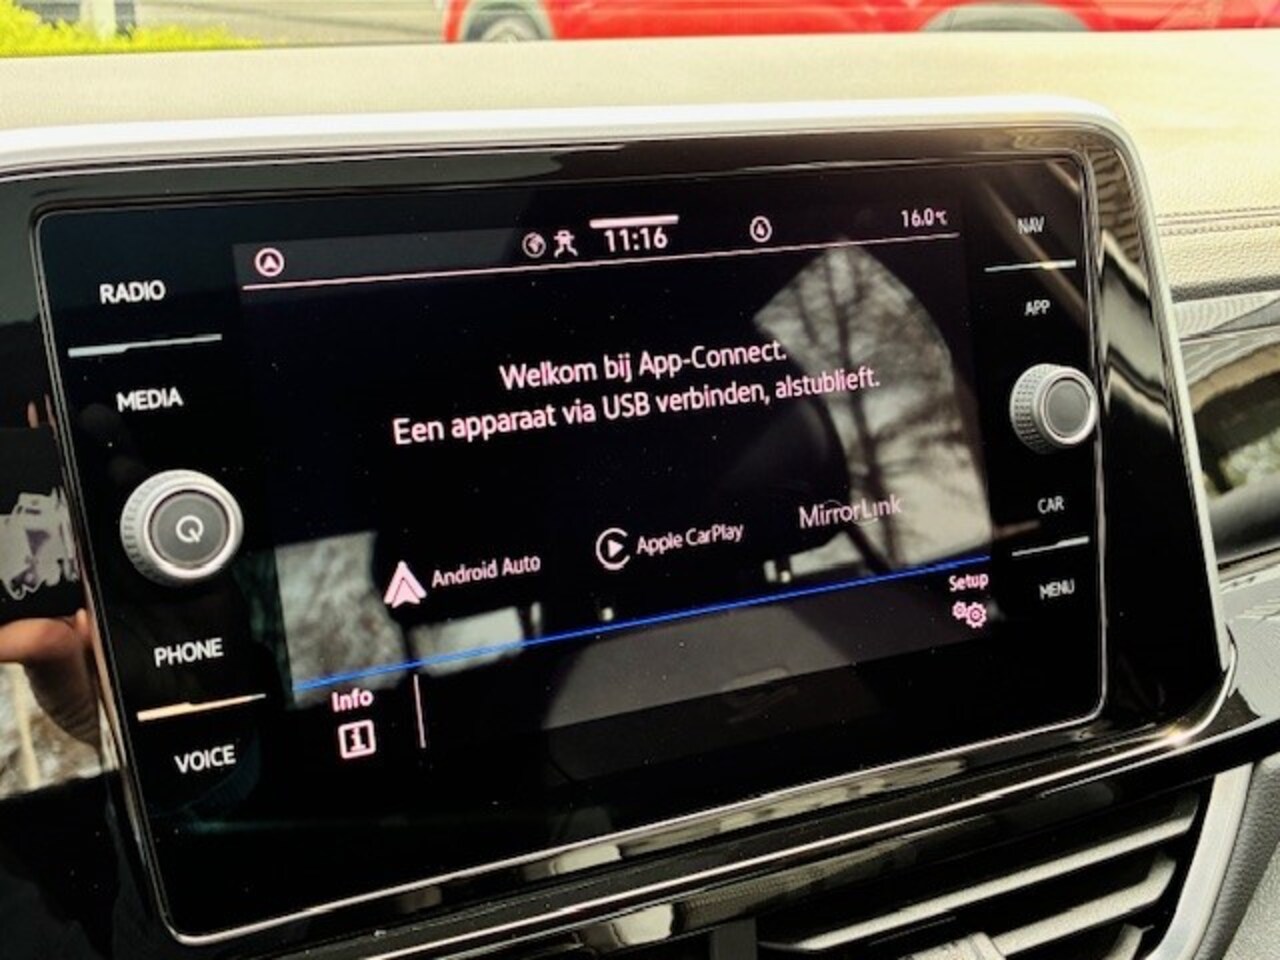 RADIO
MEDIA
PHONE
VOICE
11:16
4
16.0℃
Welkom bij App-Connect.
Een apparaat via USB verbinden, alstublieft.
Android Auto
Apple CarPlay
MirrorLink
Info
i
Setup
NAV
APP
CAR
MENU